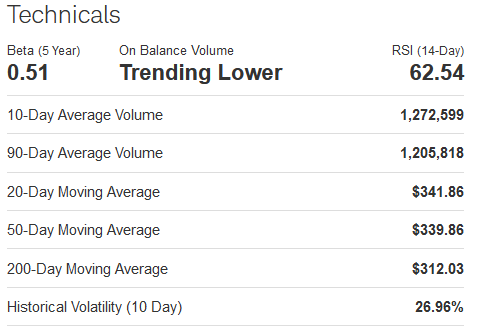 Technicals
Beta (5 Year) On Balance Volume RSI (14-Day)
0.51 Trending Lower 62.54
10-Day Average Volume 1,272,599
90-Day Average Volume 1,205,818
20-Day Moving Average $341.86
50-Day Moving Average $339.86
200-Day Moving Average $312.03
Historical Volatility (10 Day) 26.96%